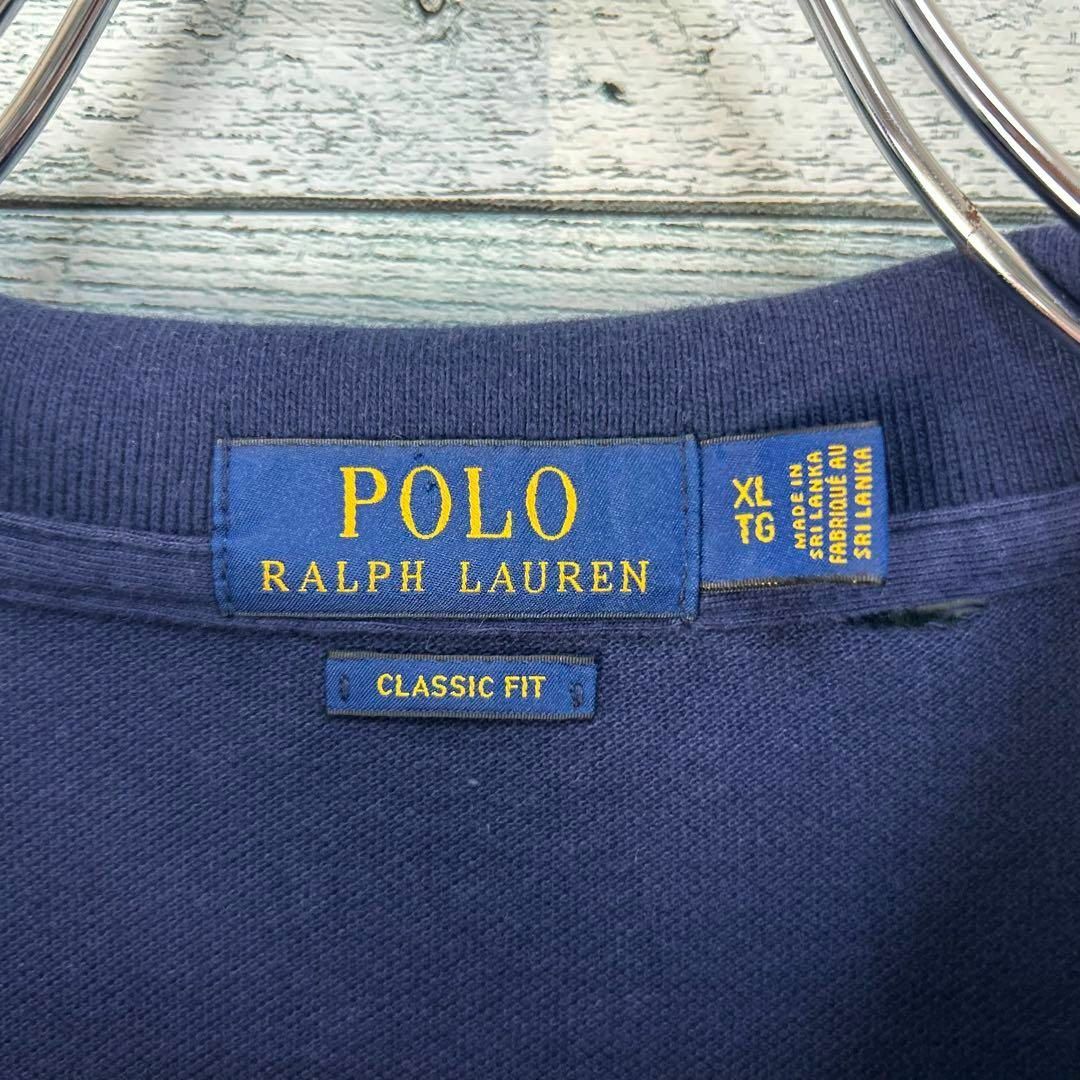 POLO
RALPH LAUREN
XL
TG
MADE IN
SRI LANKA
FABRIQUÉ AU
SRI LANKA
CLASSIC FIT